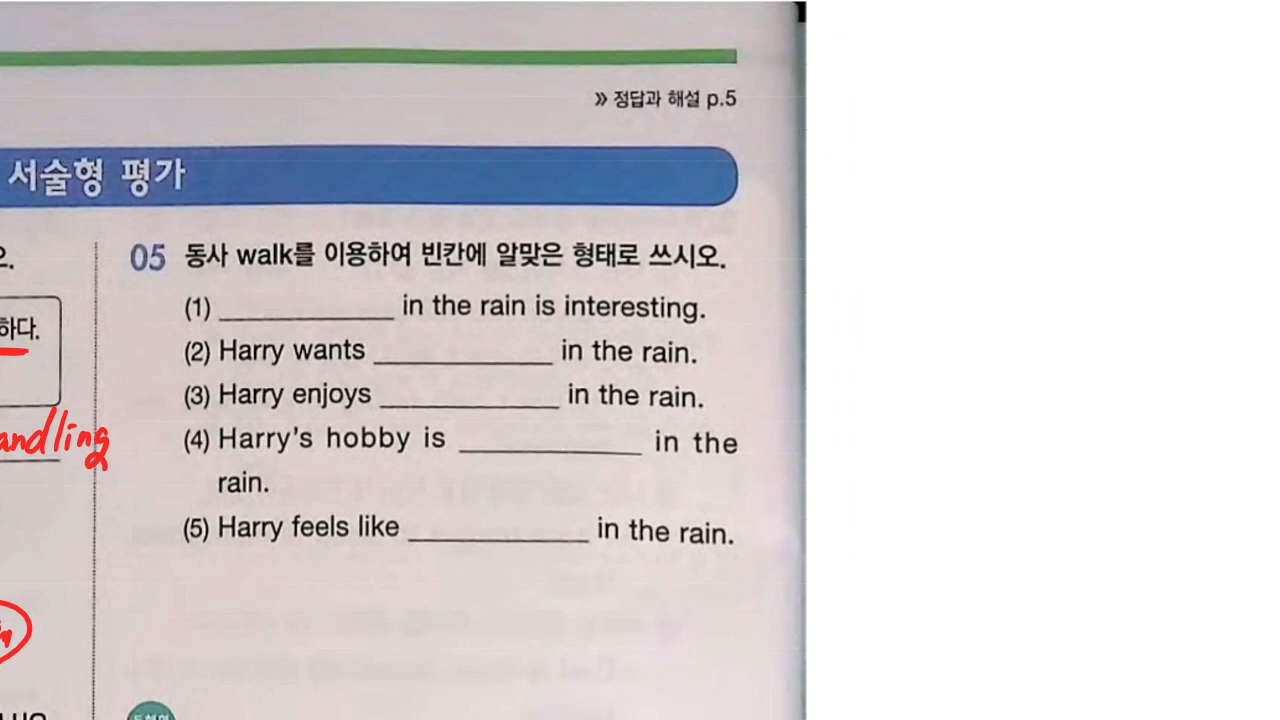 » 정답과 해설 p.5
서술형 평가
오.
05 동사 walk를 이용하여 빈칸에 알맞은 형태로 쓰시오.
하다.
(1) ____________ in the rain is interesting.
(2) Harry wants ____________ in the rain.
(3) Harry enjoys ____________ in the rain.
andling
(4) Harry's hobby is ____________ in the
rain.
(5) Harry feels like ____________ in the rain.